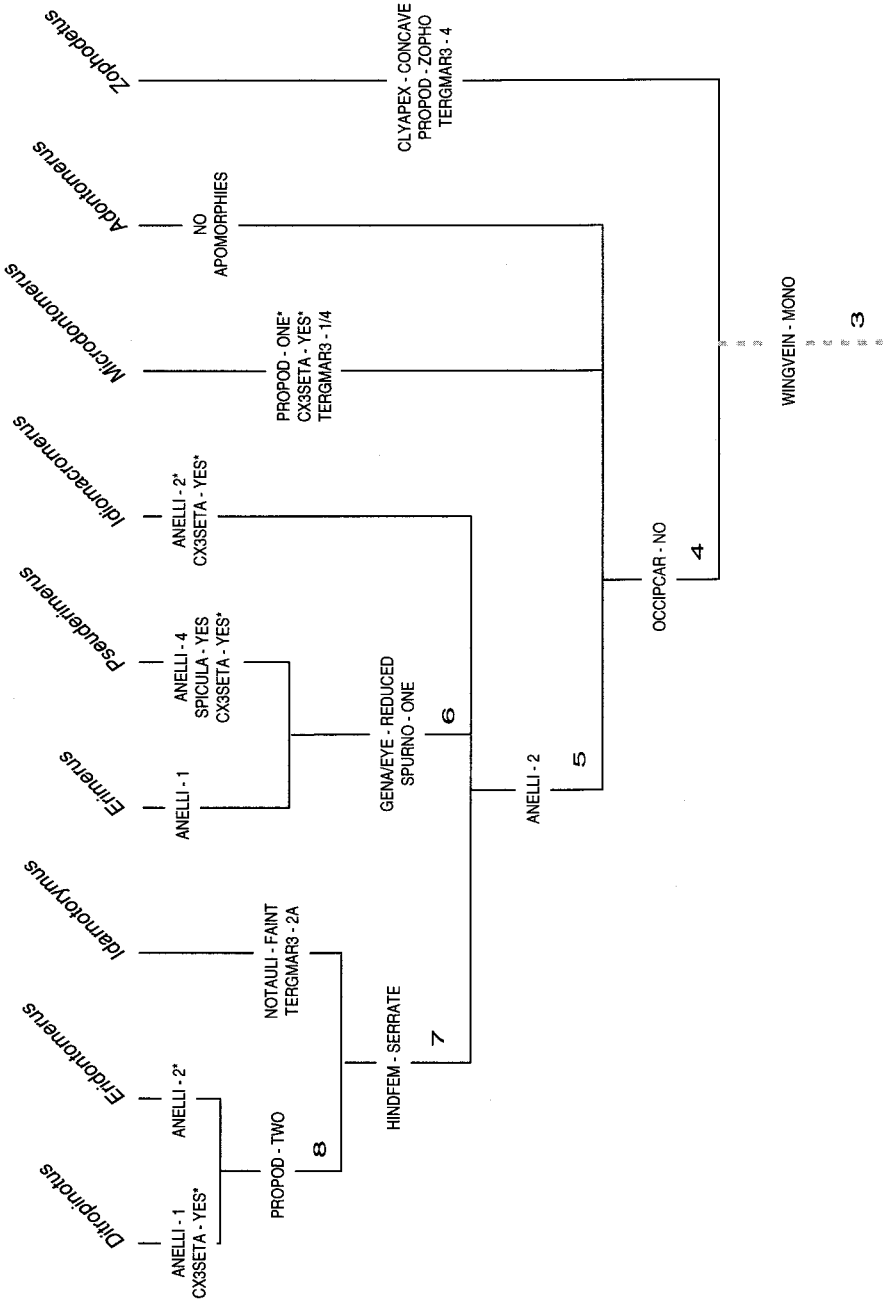 Ditropinotus
Eridontomerus
Idarnotorymus
Erimerus
Pseuderimerus
Idiomacromerus
Microdontomerus
Adontomerus
Zophodetus
ANELLI - 1
CX3SETA - YES*
ANELLI - 2*
ANELLI - 1
ANELLI - 4
SPICULA - YES
CX3SETA - YES*
ANELLI - 2*
CX3SETA - YES*
NO
APOMORPHIES
PROPOD - TWO
8
NOTAULI - FAINT
TERGMAR3 - 2A
PROPOD - ONE*
CX3SETA - YES*
TERGMAR3 - 1/4
HINDFEM - SERRATE
7
GENA/EYE - REDUCED
SPURNO - ONE
6
CLYAPEX - CONCAVE
PROPOD - ZOPHO
TERGMAR3 - 4
ANELLI - 2
5
OCCIPCAR - NO
4
WINGVEIN - MONO
3